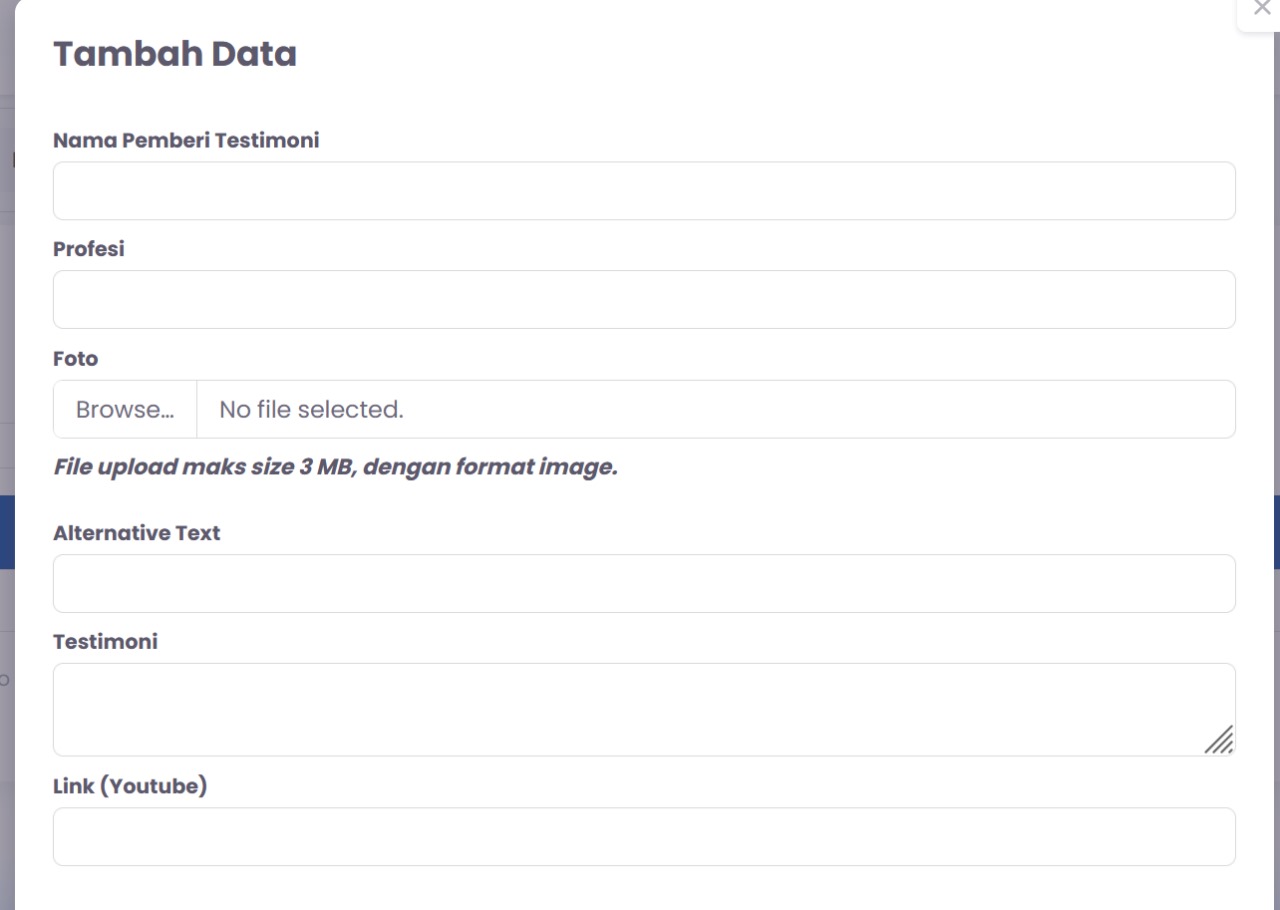 Tambah Data
Nama Pemberi Testimoni
Profesi
Foto
Browse... No file selected.
File upload maks size 3 MB, dengan format image.
Alternative Text
Testimoni
Link (Youtube)